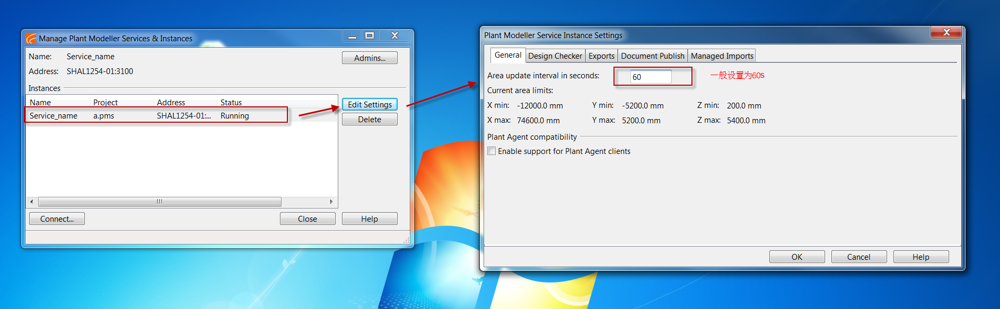 Manage Plant Modeller Services & Instances
Name: Service_name
Admins...
Address: SHAL1254-01:3100
Instances
Name Project Address Status
Service_name a.pms SHAL1254-01:... Running
Edit Settings
Delete
Connect... Close Help
Plant Modeller Service Instance Settings
General Design Checker Exports Document Publish Managed Imports
Area update interval in seconds: 60 一般设置为60s
Current area limits:
X min: -12000.0 mm Y min: -5200.0 mm Z min: 200.0 mm
X max: 74600.0 mm Y max: 5200.0 mm Z max: 5400.0 mm
Plant Agent compatibility
Enable support for Plant Agent clients
OK Cancel Help